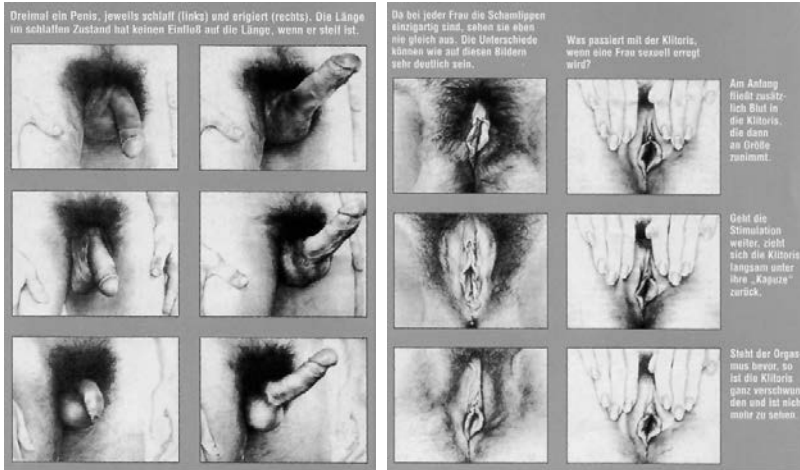 Dreimal ein Penis, jeweils schlaff (links) und erigiert (rechts). Die Länge
im schlaffen Zustand hat keinen Einfluß auf die Länge, wenn er steif ist.
Da bei jeder Frau die Schamlippen
einzigartig sind, sehen sie eben
nie gleich aus. Die Unterschiede
können wie auf diesen Bildern
sehr deutlich sein.
Was passiert mit der Klitoris,
wenn eine Frau sexuell erregt
wird?
Am Anfang
fließt zusätz-
lich Blut in
die Klitoris,
die dann
an Größe
zunimmt.
Geht die
Stimulation
weiter, zieht
sich die Klitoris
langsam unter
ihre „Kapuze"
zurück.
Steht der Orgas
mus bevor, so
ist die Klitoris
ganz verschwun
den und ist nich
mehr zu sehen.